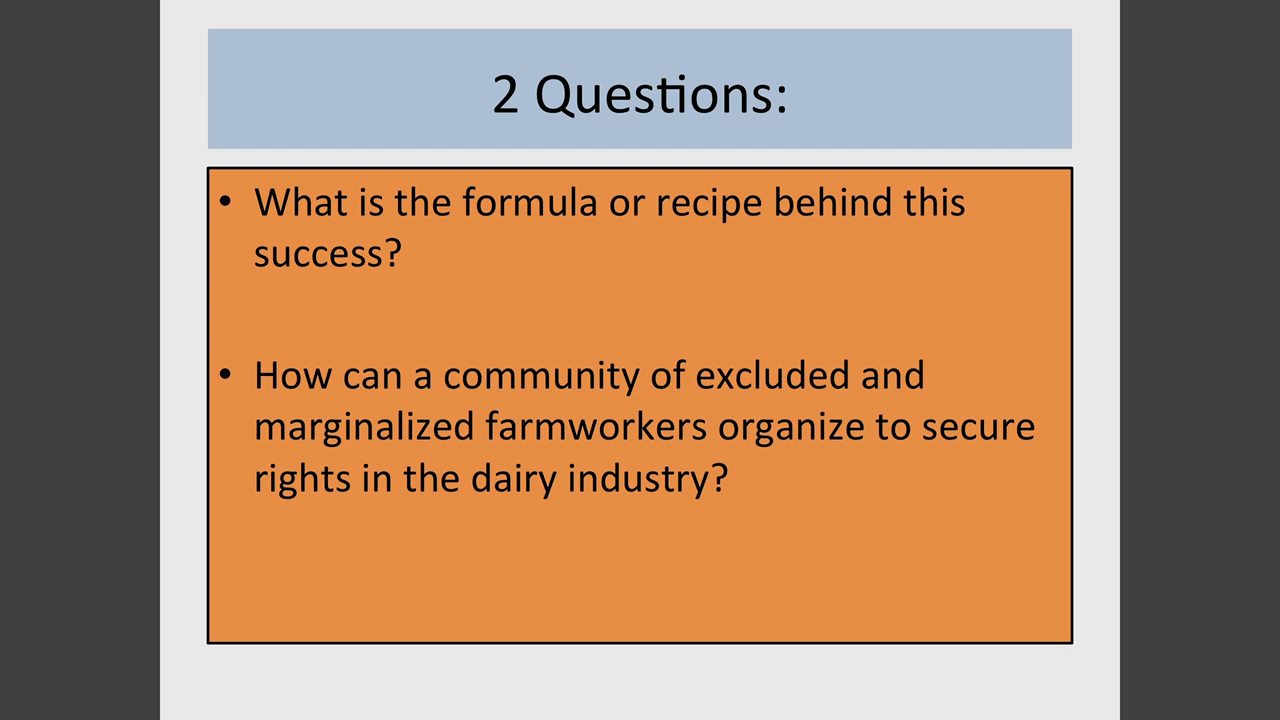 2 Questions:
• What is the formula or recipe behind this
success?
• How can a community of excluded and
marginalized farmworkers organize to secure
rights in the dairy industry?